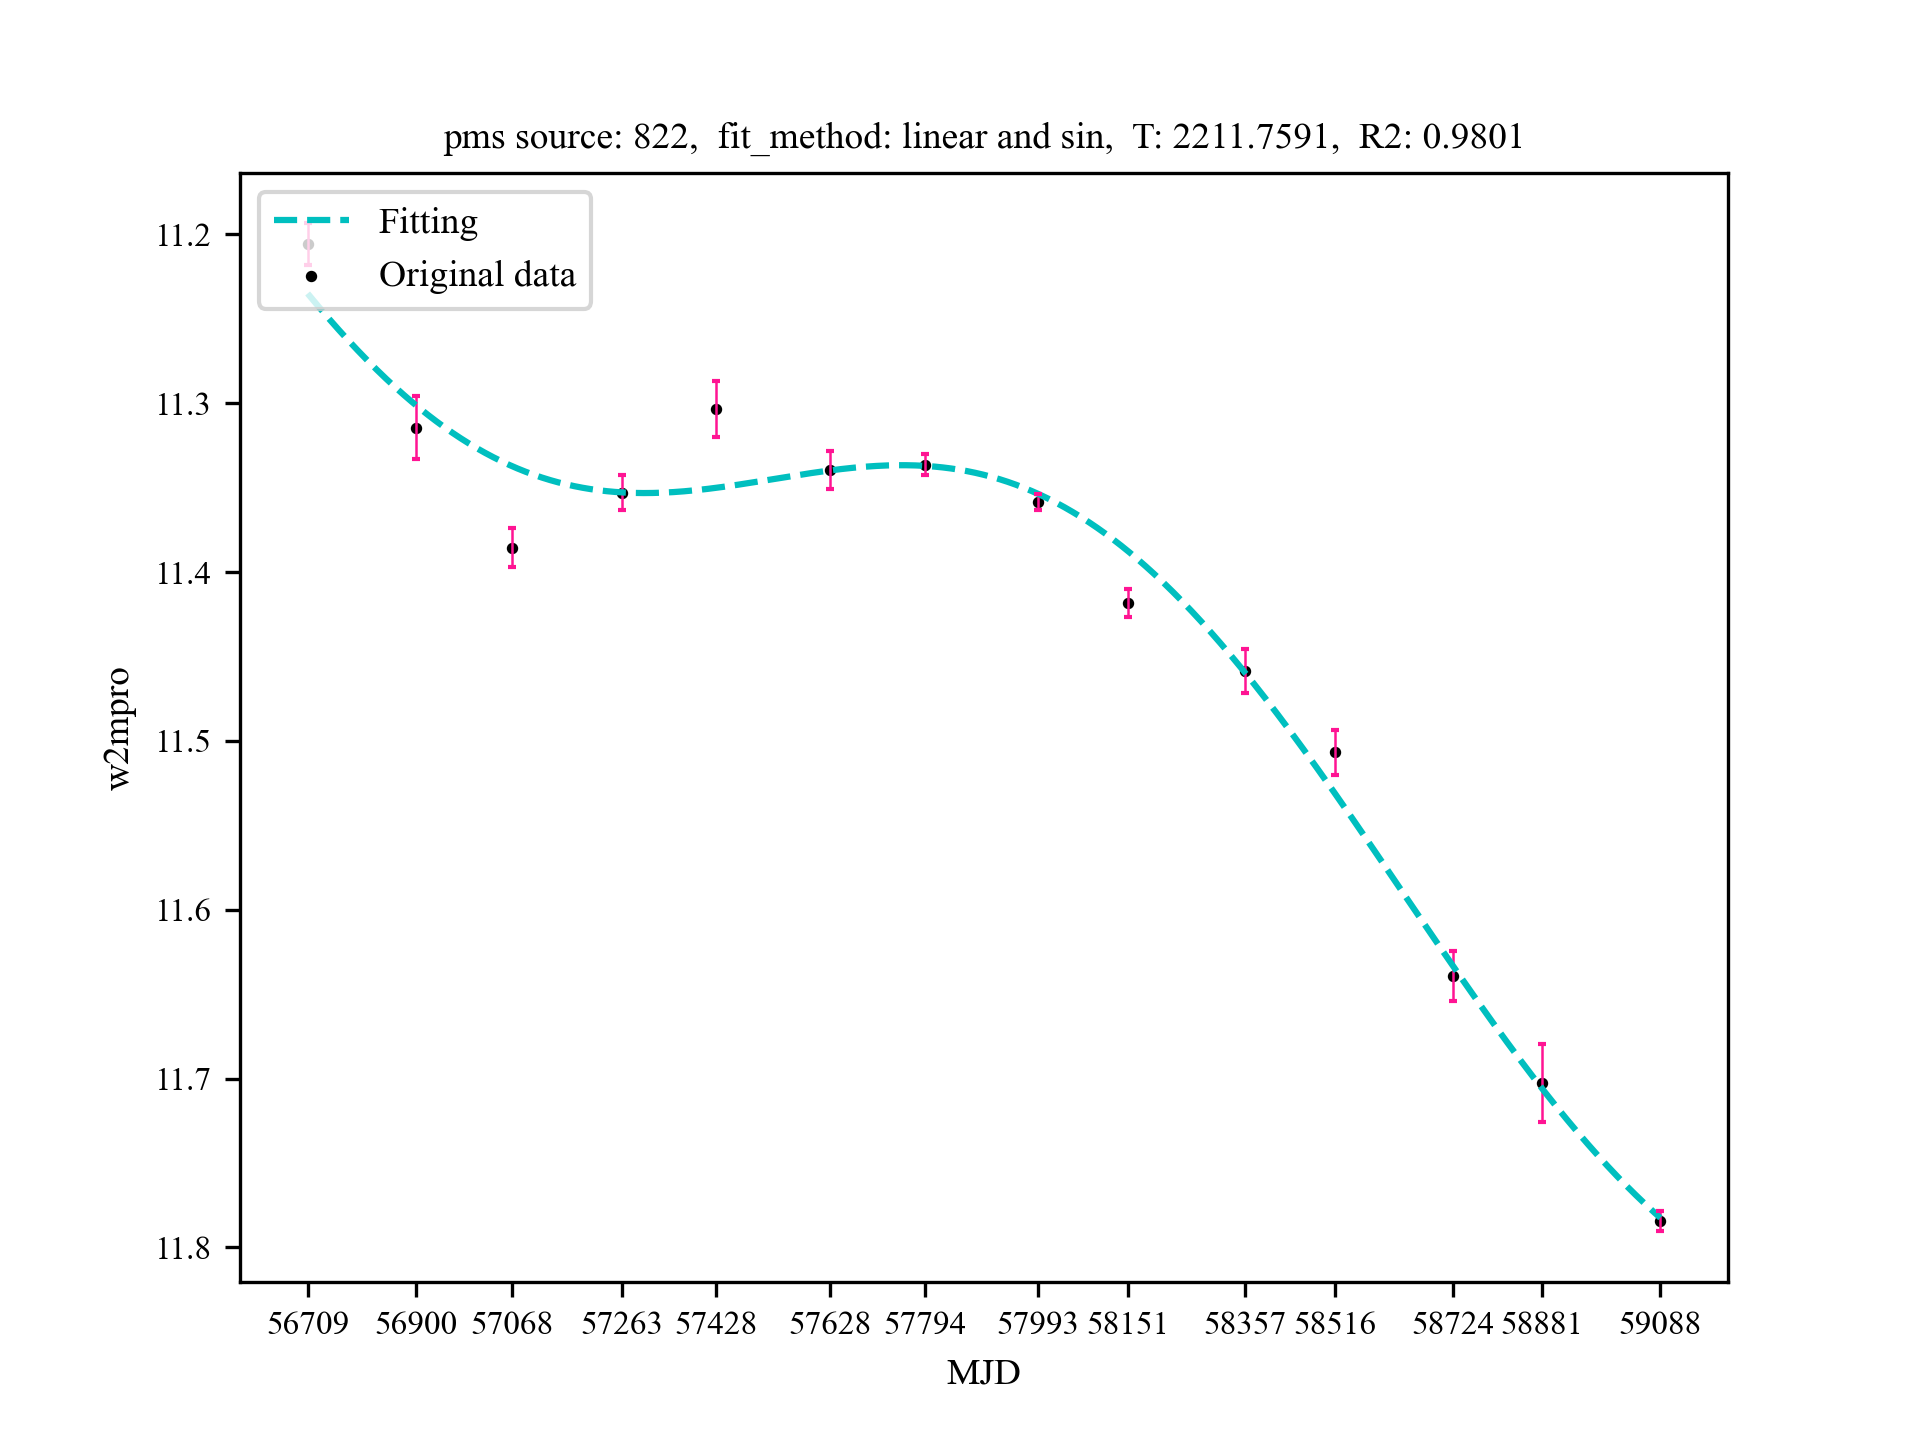 pms source: 822,  fit_method: linear and sin,  T: 2211.7591,  R2: 0.9801
Fitting
Original data
11.2
11.3
11.4
11.5
11.6
11.7
11.8
w2mpro
56709 56900 57068 57263 57428 57628 57794 57993 58151 58357 58516 58724 58881 59088
MJD